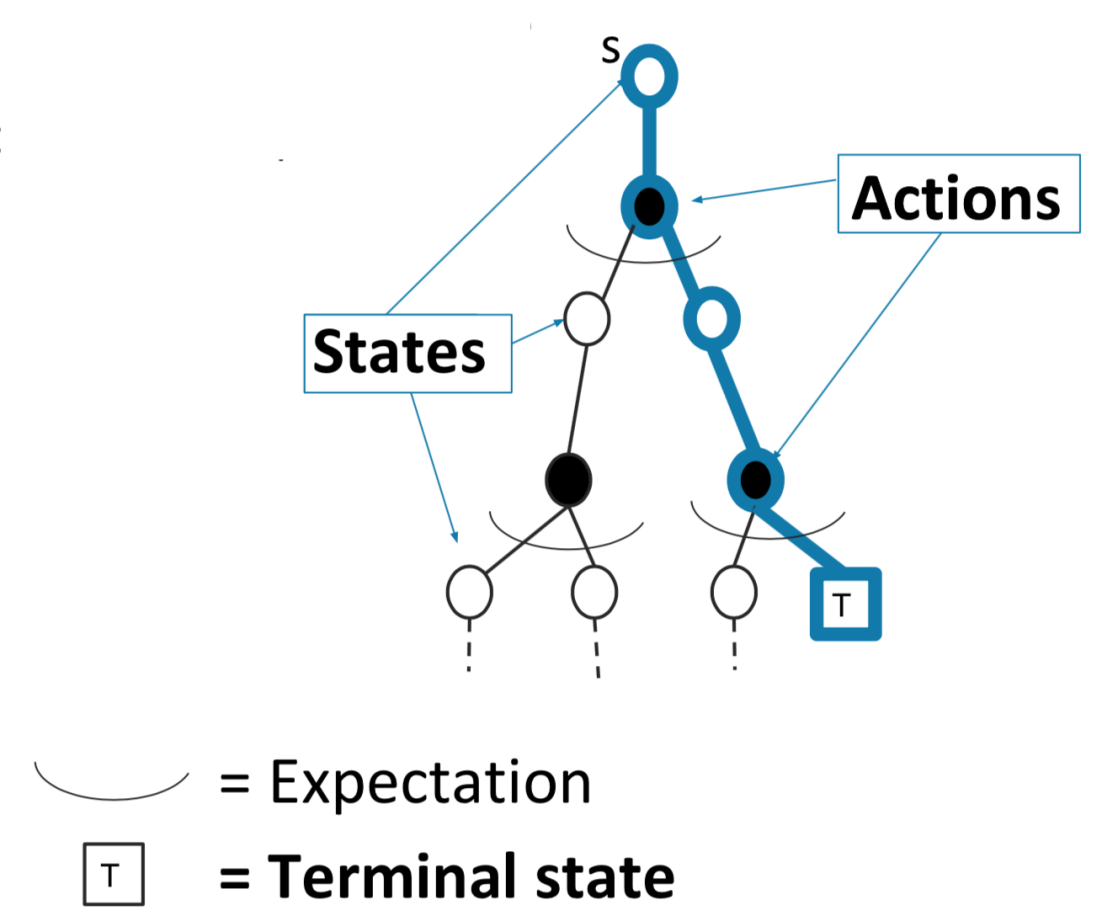 S
Actions
States
T
= Expectation
T = Terminal state